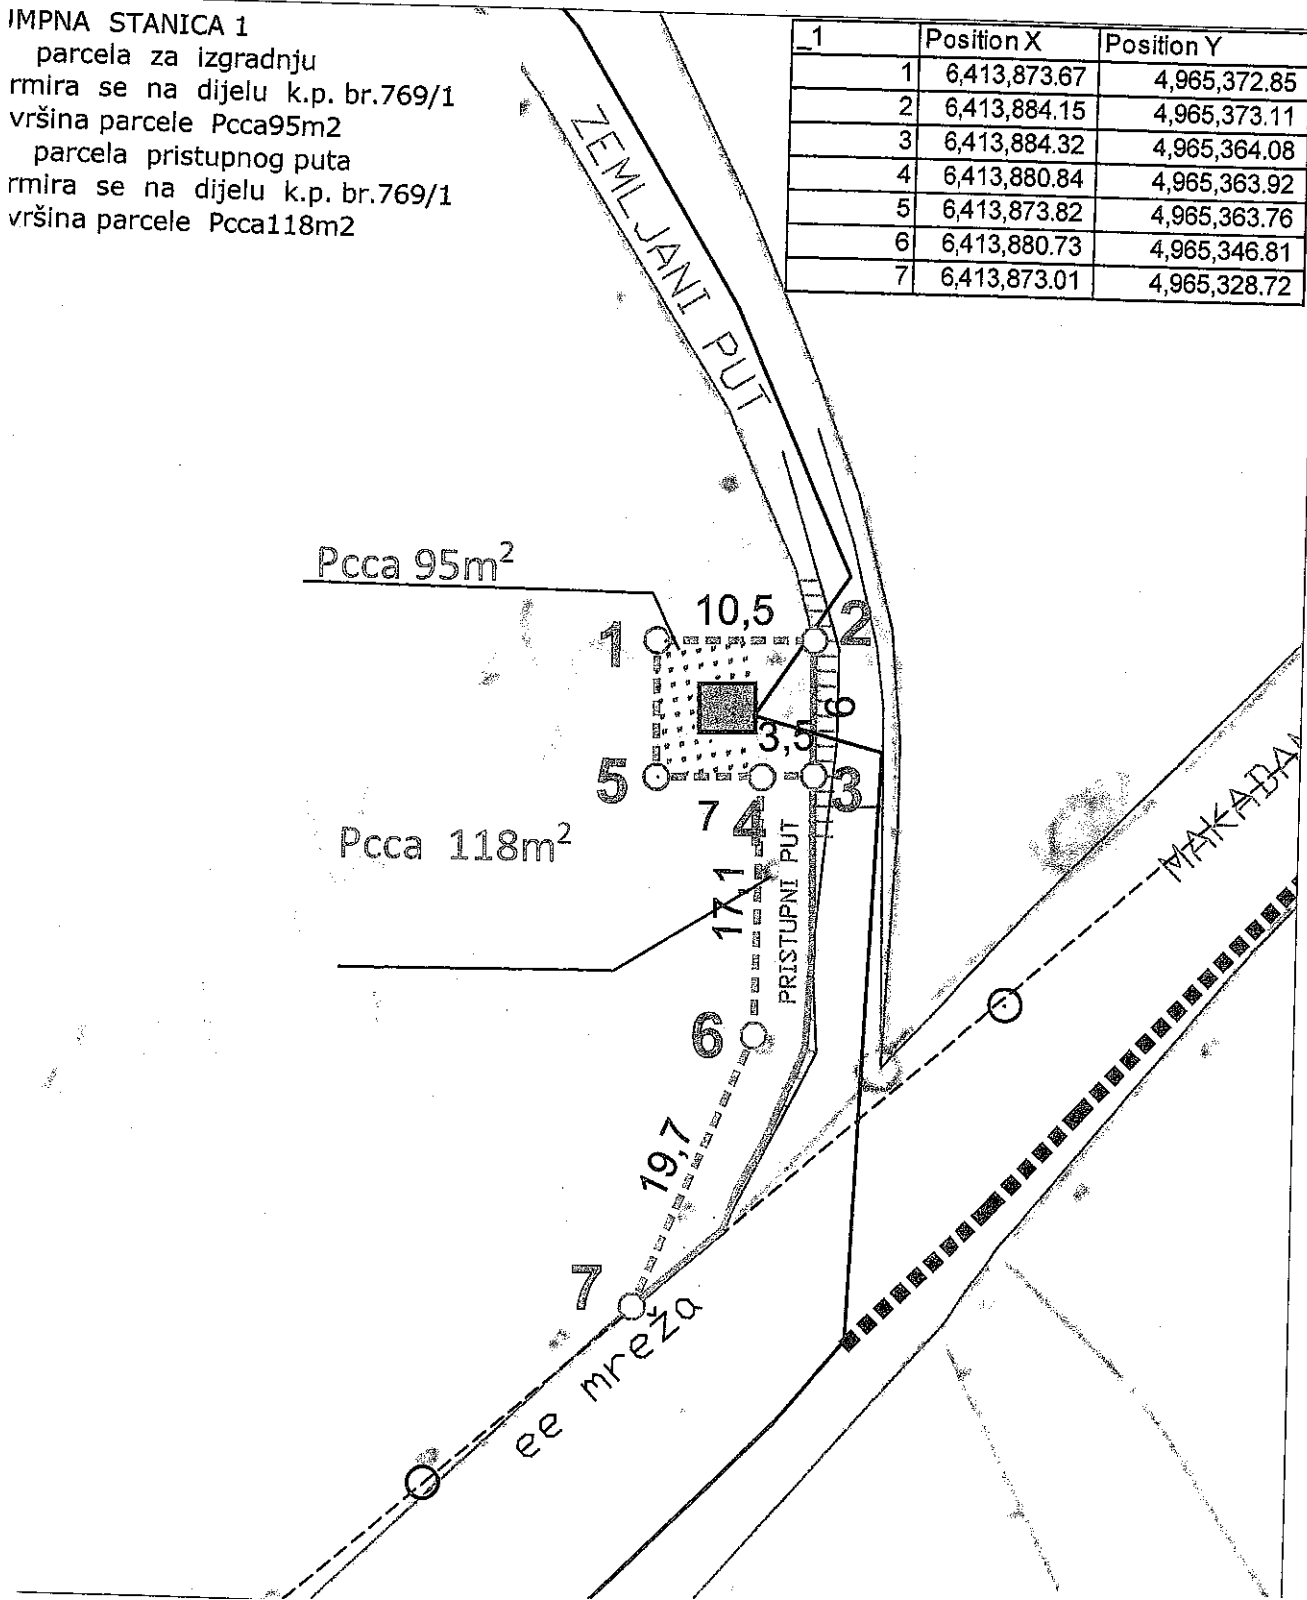 IMPNA STANICA 1
parcela za izgradnju
rmira se na dijelu k.p. br.769/1
vršina parcele Pcca95m2
parcela pristupnog puta
rmira se na dijelu k.p. br.769/1
vršina parcele Pcca118m2
_1 Position X Position Y
1 6,413,873.67 4,965,372.85
2 6,413,884.15 4,965,373.11
3 6,413,884.32 4,965,364.08
4 6,413,880.84 4,965,363.92
5 6,413,873.82 4,965,363.76
6 6,413,880.73 4,965,346.81
7 6,413,873.01 4,965,328.72
ZEMLJANI PUT
Pcca 95m²
10,5
1
2
9
3,5
5
3
7
4
Pcca 118m²
17,1
PRISTUPNI PUT
MAKADAM
6
19,7
7
ee mreža